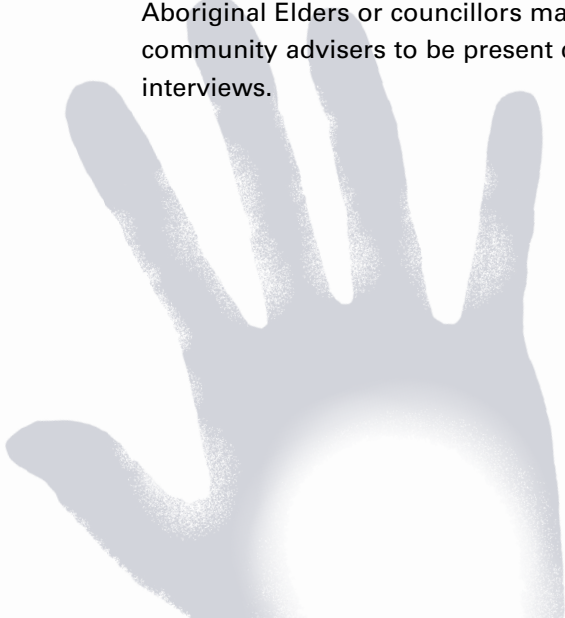 Aboriginal Elders or councillors ma
community advisers to be present
interviews.